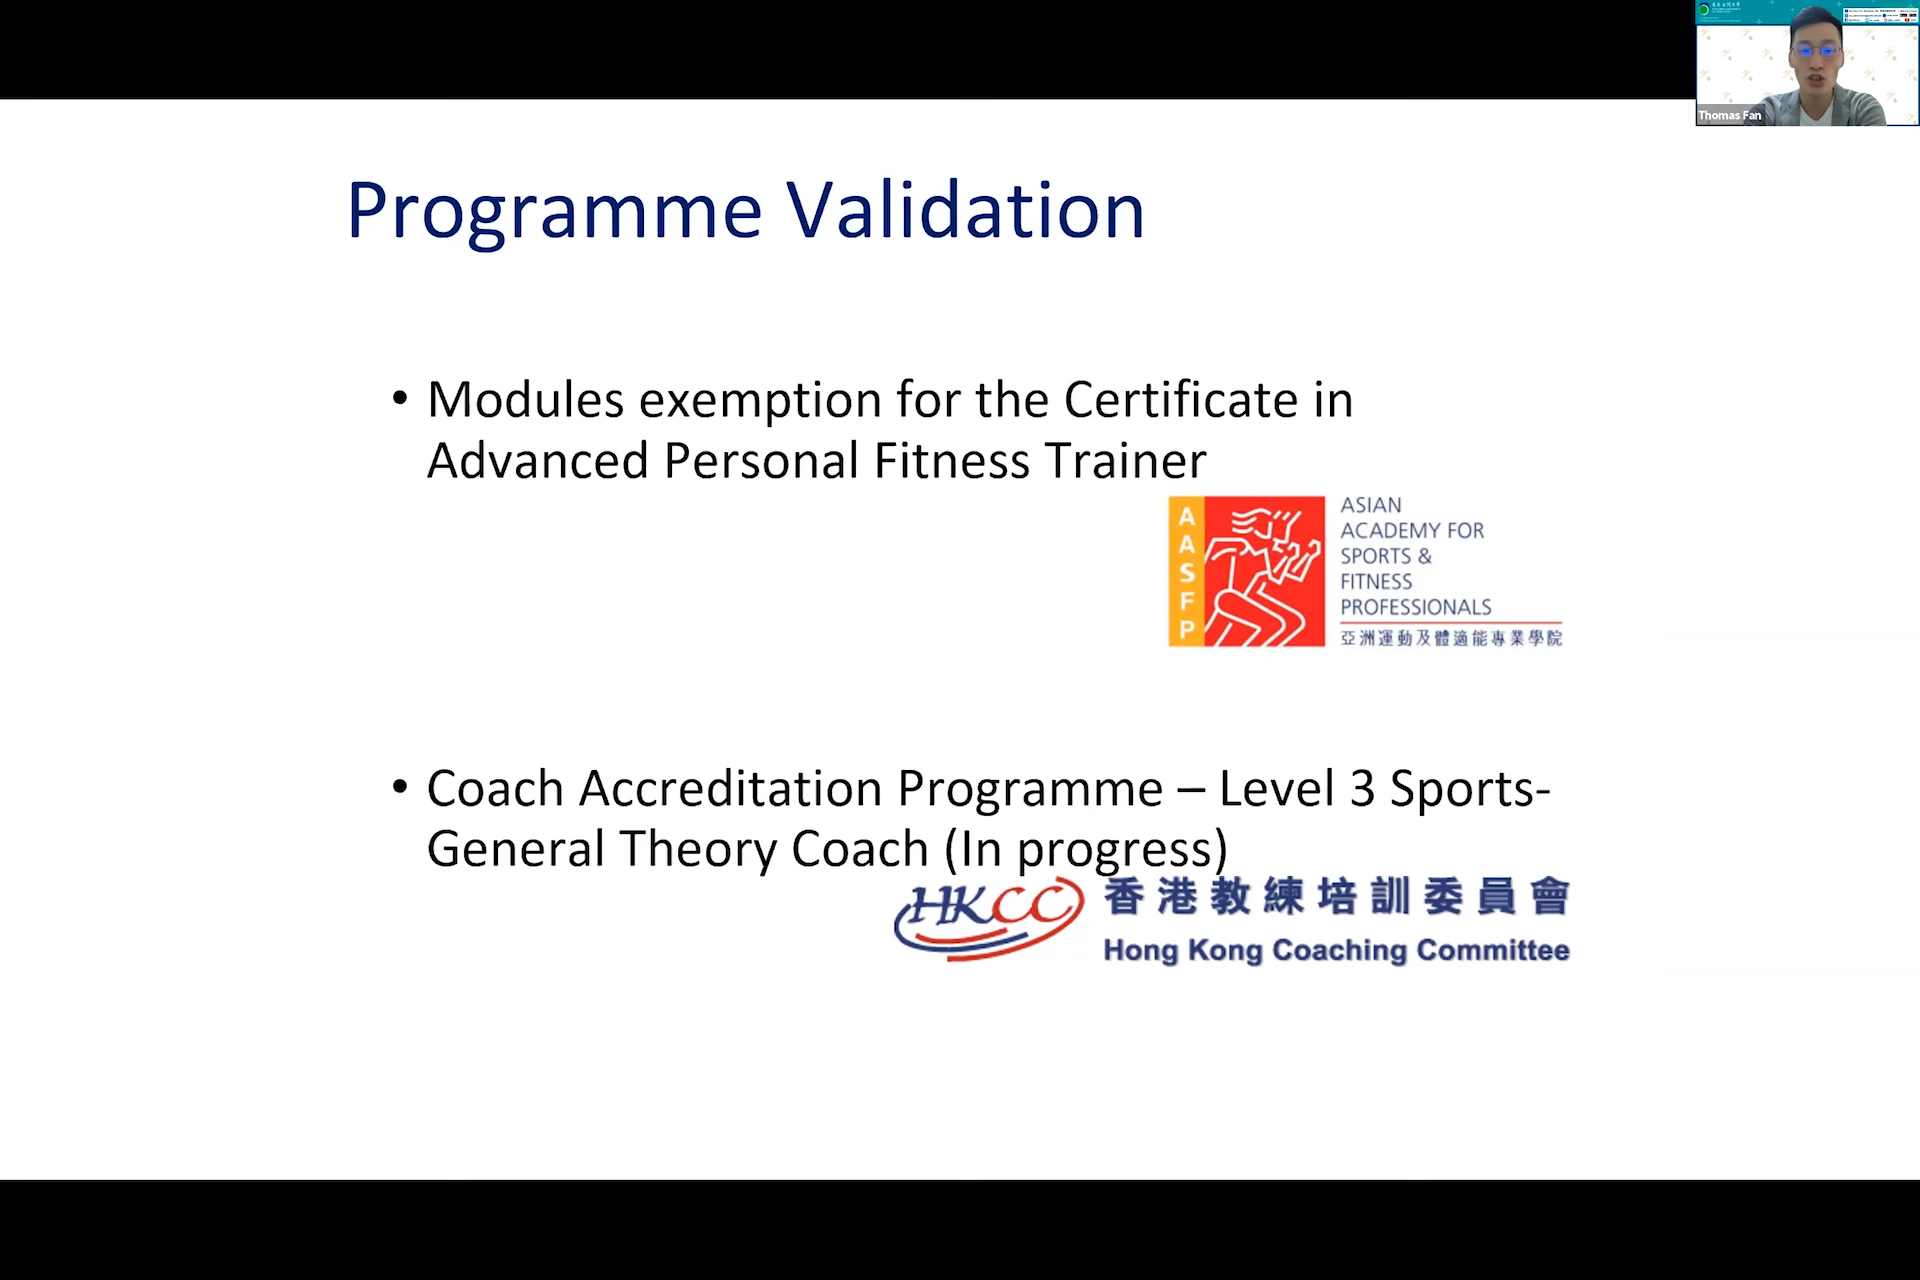 Programme Validation
• Modules exemption for the Certificate in
Advanced Personal Fitness Trainer
AASFP
ASIAN
ACADEMY FOR
SPORTS &
FITNESS
PROFESSIONALS
亞洲運動及體適能專業學院
• Coach Accreditation Programme – Level 3 Sports-
General Theory Coach (In progress)
HKCC
香港教練培訓委員會
Hong Kong Coaching Committee
Thomas Fan